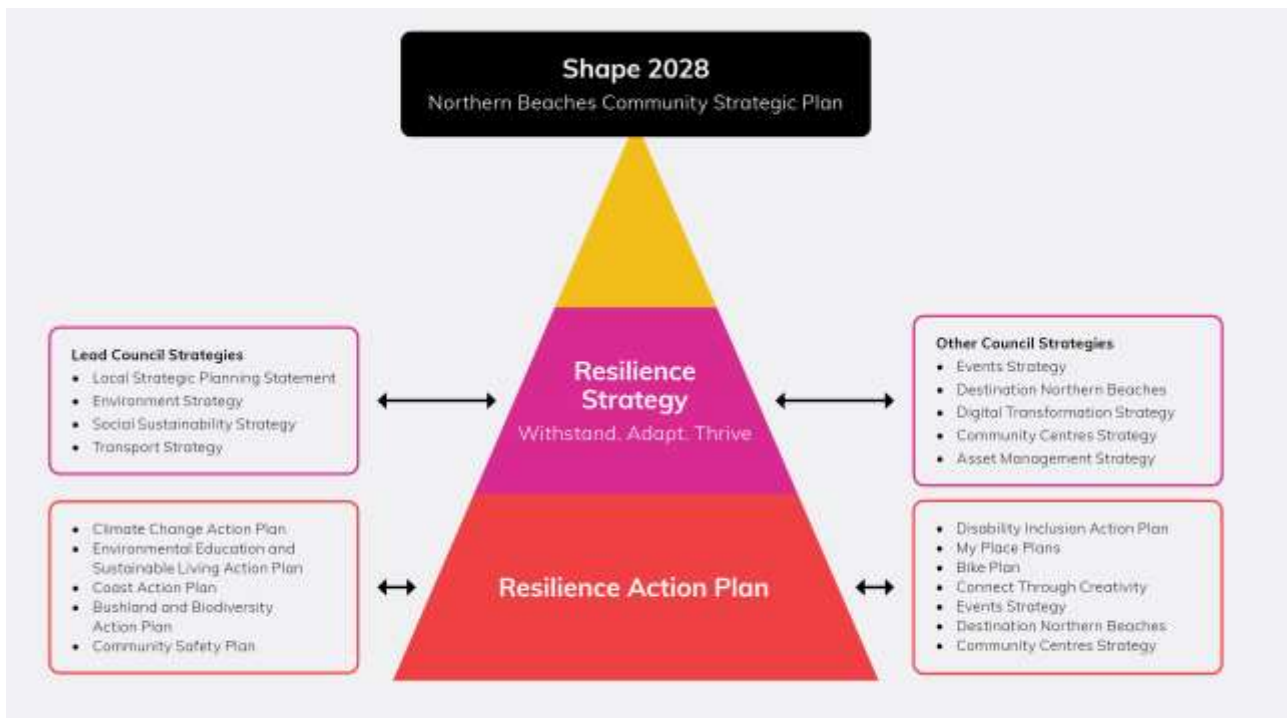 Shape 2028
Northern Beaches Community Strategic Plan
Lead Council Strategies
• Local Strategic Planning Statement
• Environment Strategy
• Social Sustainability Strategy
• Transport Strategy
Resilience
Strategy
Withstand. Adapt. Thrive
Other Council Strategies
• Events Strategy
• Destination Northern Beaches
• Digital Transformation Strategy
• Community Centres Strategy
• Asset Management Strategy
• Climate Change Action Plan
• Environmental Education and
Sustainable Living Action Plan
• Coast Action Plan
• Bushland and Biodiversity
Action Plan
• Community Safety Plan
Resilience Action Plan
• Disability Inclusion Action Plan
• My Place Plans
• Bike Plan
• Connect Through Creativity
• Events Strategy
• Destination Northern Beaches
• Community Centres Strategy